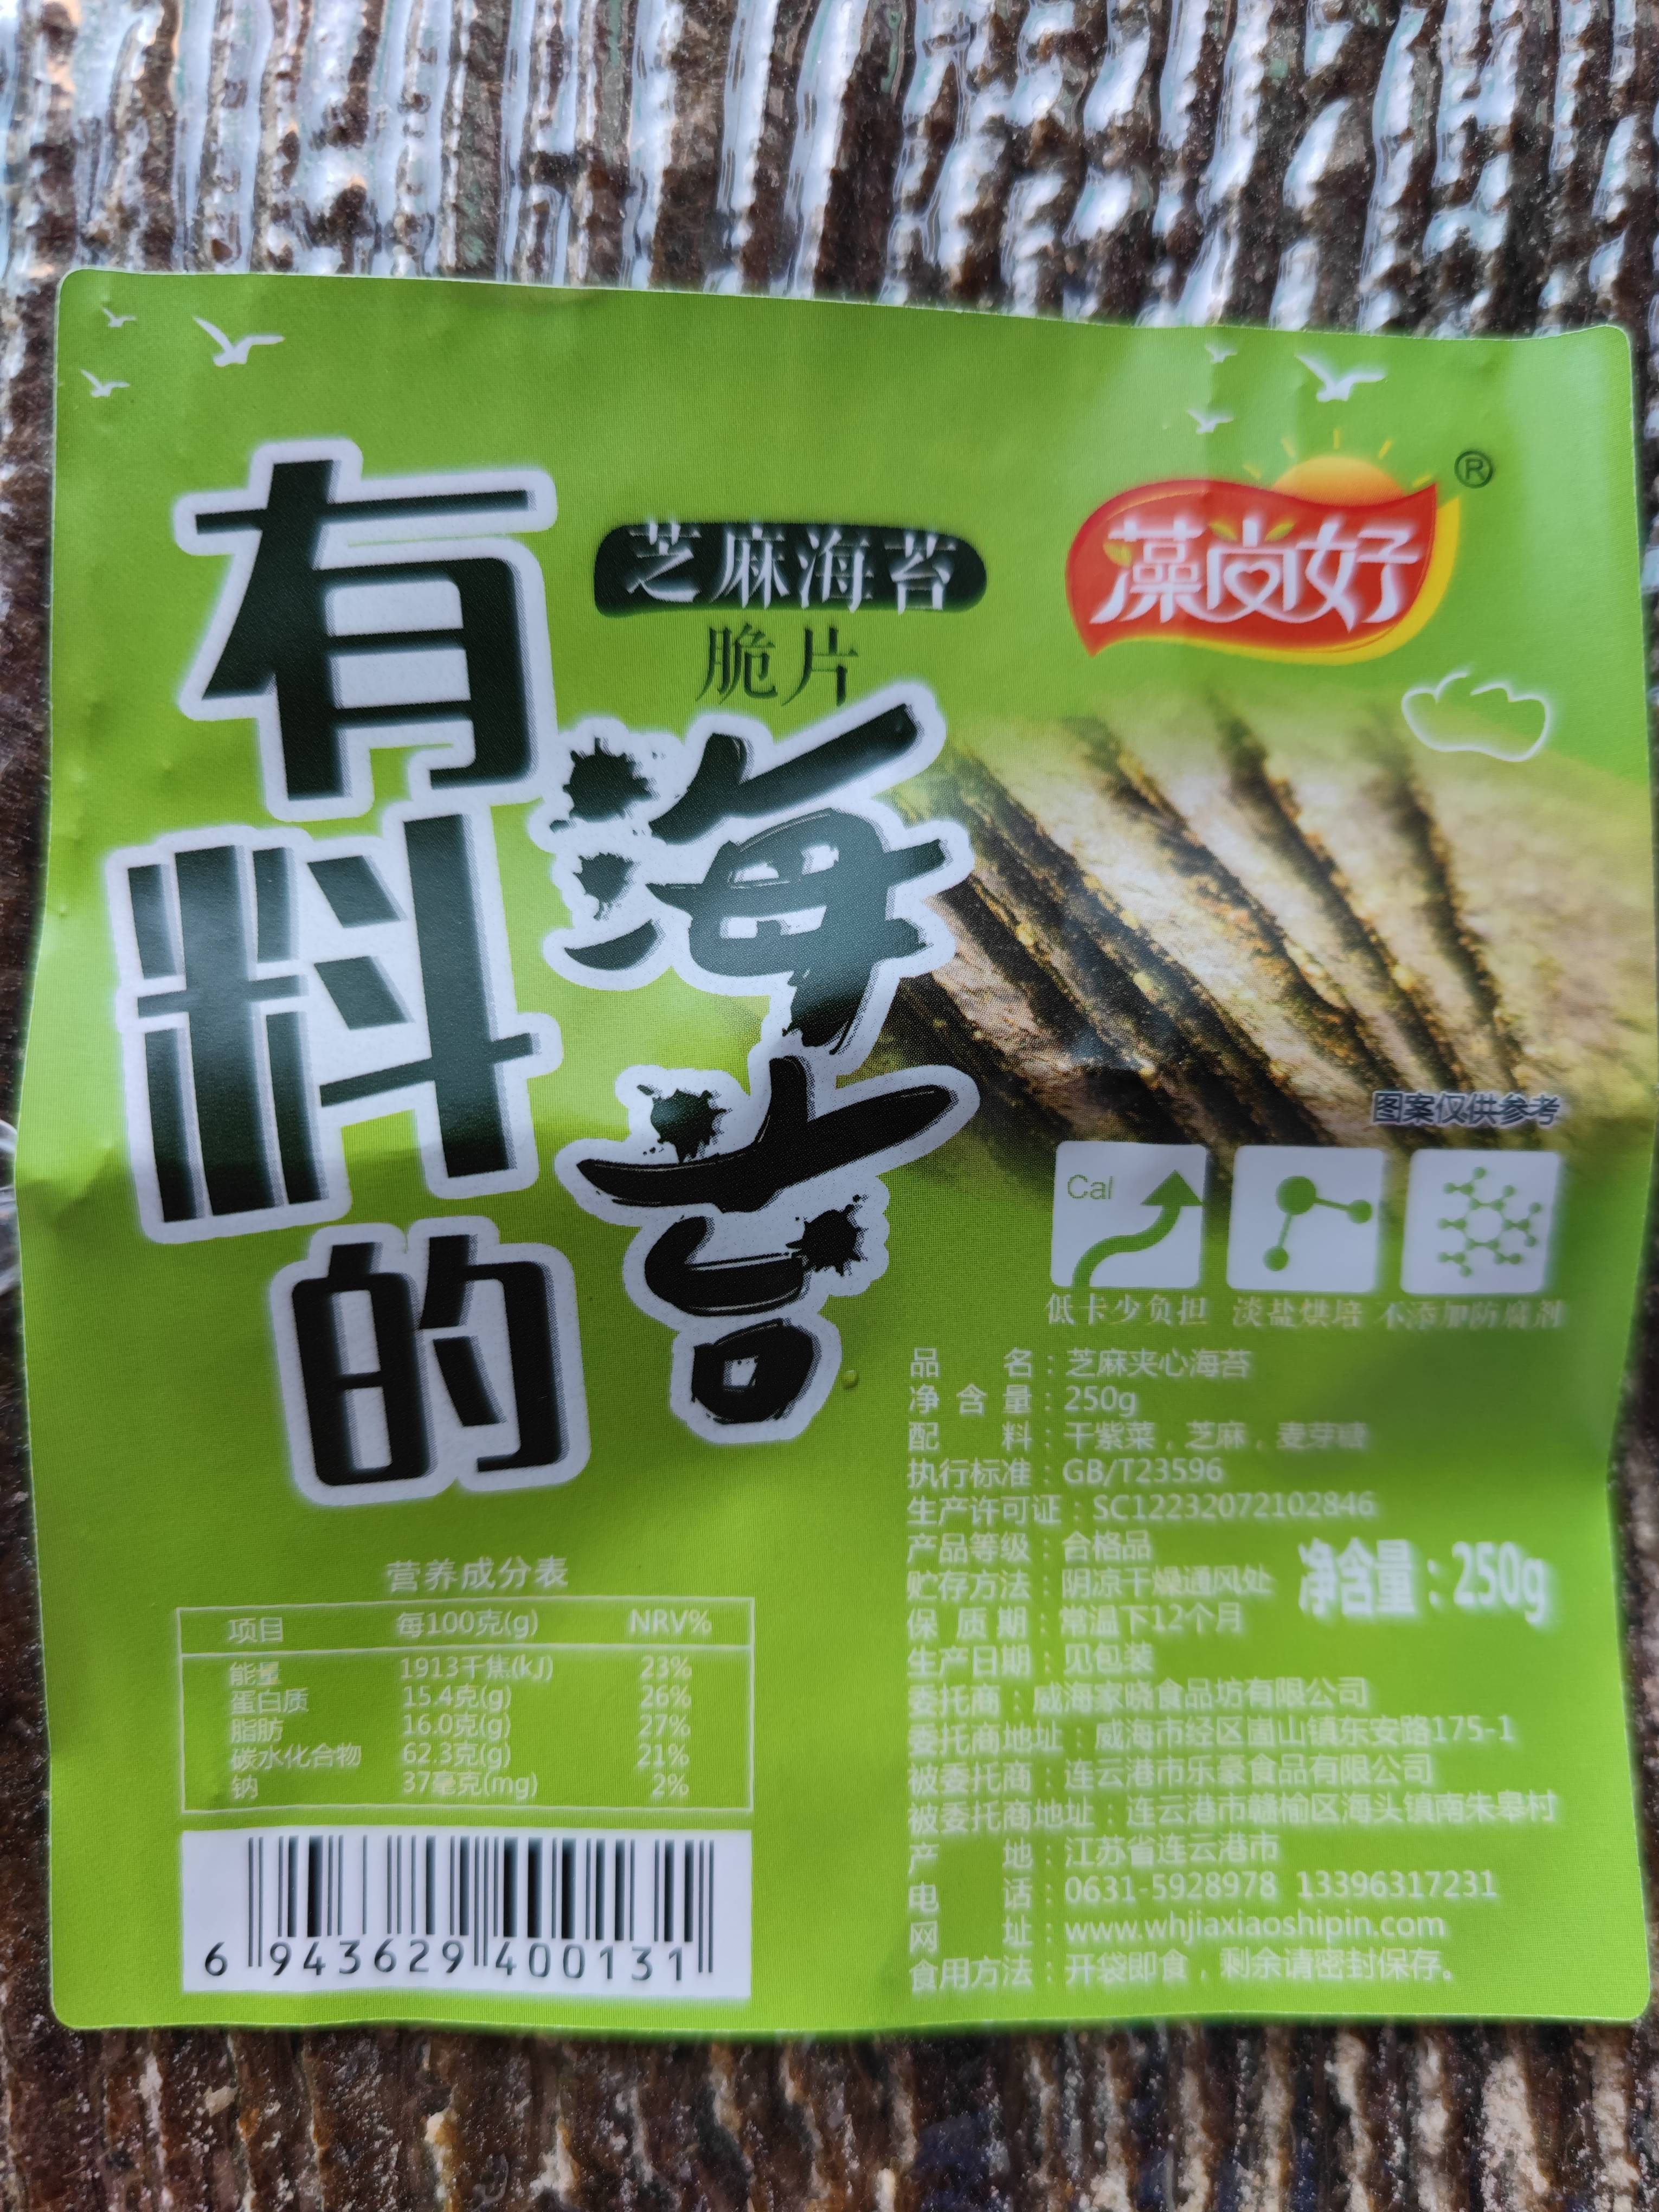 藻尚好®
芝麻海苔
脆片
有料的
海苔
图案仅供参考
Cal
低卡少负担 淡盐烘培 不添加防腐剂
品名：芝麻夹心海苔
净含量：250g
配料：干紫菜，芝麻，麦芽糖
执行标准：GB/T23596
生产许可证：SC12232072102846
产品等级：合格品
贮存方法：阴凉干燥通风处
保质期：常温下12个月
净含量：250g
生产日期：见包装
委托商：威海家晓食品坊有限公司
委托商地址：威海市经区崮山镇东安路175-1
被委托商：连云港市乐豪食品有限公司
被委托商地址：连云港市赣榆区海头镇南朱皋村
产地：江苏省连云港市
电话：0631-5928978 13396317231
网址：www.whjiaxiaoshipin.com
食用方法：开袋即食，剩余请密封保存。
营养成分表
项目 每100克(g) NRV%
能量 1913千焦(kJ) 23%
蛋白质 15.4克(g) 26%
脂肪 16.0克(g) 27%
碳水化合物 62.3克(g) 21%
钠 37毫克(mg) 2%
6 943629 400131